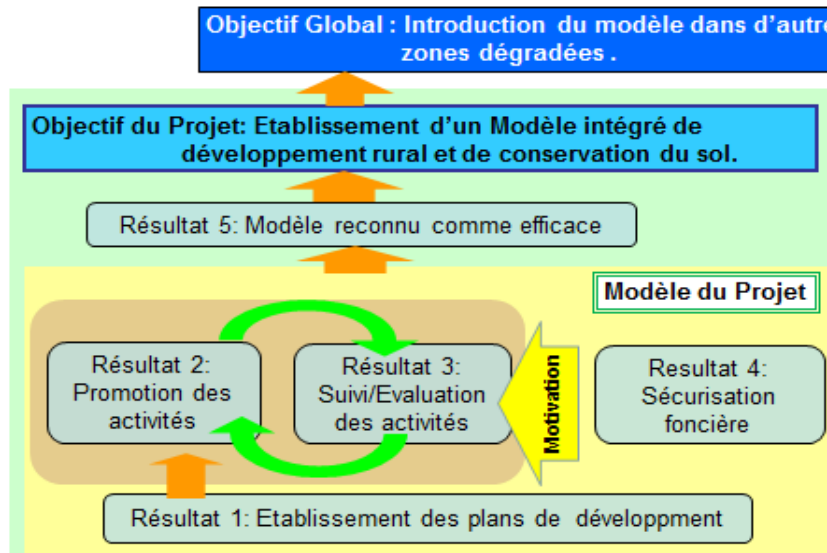 Objectif Global : Introduction du modèle dans d'autre
zones dégradées .
Objectif du Projet: Etablissement d'un Modèle intégré de
développement rural et de conservation du sol.
Résultat 5: Modèle reconnu comme efficace
Modèle du Projet
Résultat 2:
Promotion des
activités
Résultat 3:
Suivi/Evaluation
des activités
Motivation
Resultat 4:
Sécurisation
foncière
Résultat 1: Etablissement des plans de développment